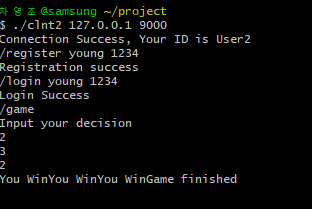 차영조@samsung ~/project
$ ./clnt2 127.0.0.1 9000
Connection Success, Your ID is User2
/register young 1234
Registration success
/login young 1234
Login Success
/game
Input your decision
2
3
2
You WinYou WinYou WinGame finished